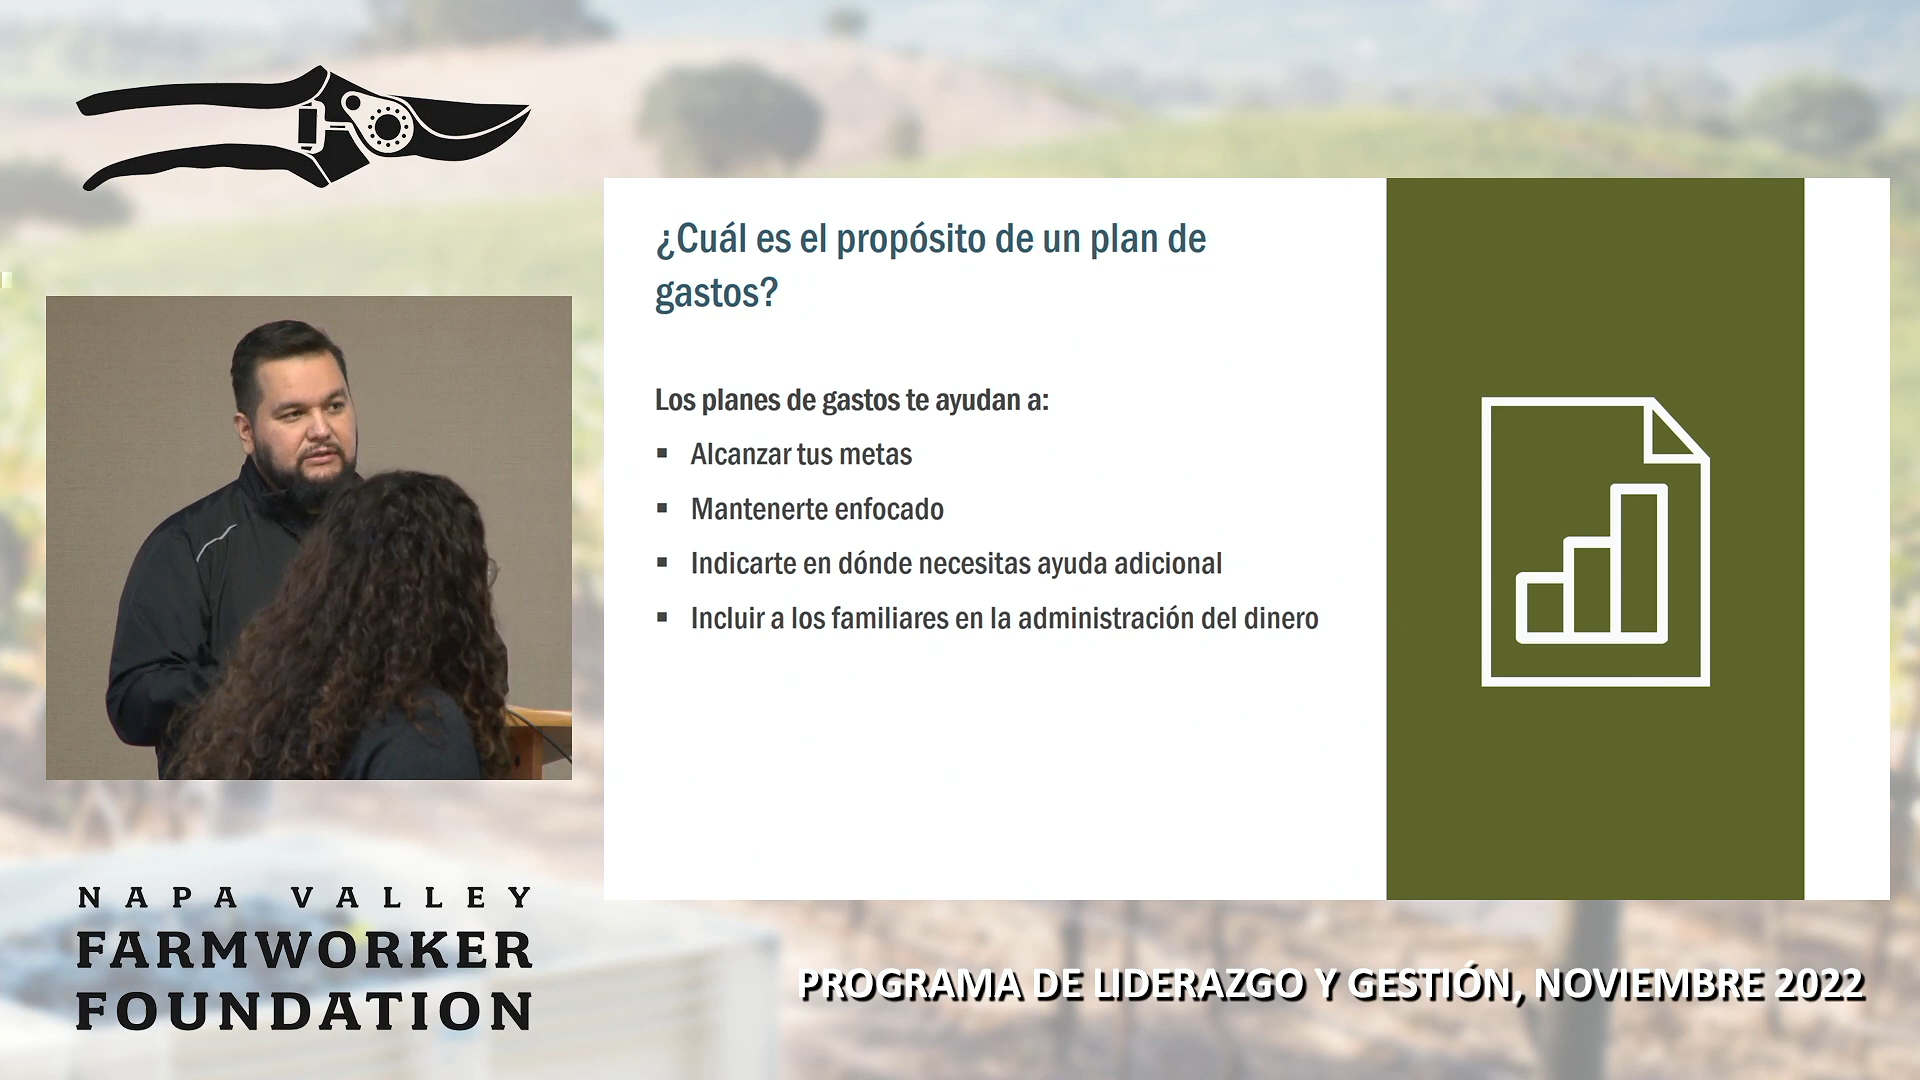 ¿Cuál es el propósito de un plan de
gastos?
Los planes de gastos te ayudan a:
▪ Alcanzar tus metas
▪ Mantenerte enfocado
▪ Indicarte en dónde necesitas ayuda adicional
▪ Incluir a los familiares en la administración del dinero
NAPA VALLEY
FARMWORKER
FOUNDATION
PROGRAMA DE LIDERAZGO Y GESTIÓN, NOVIEMBRE 2022